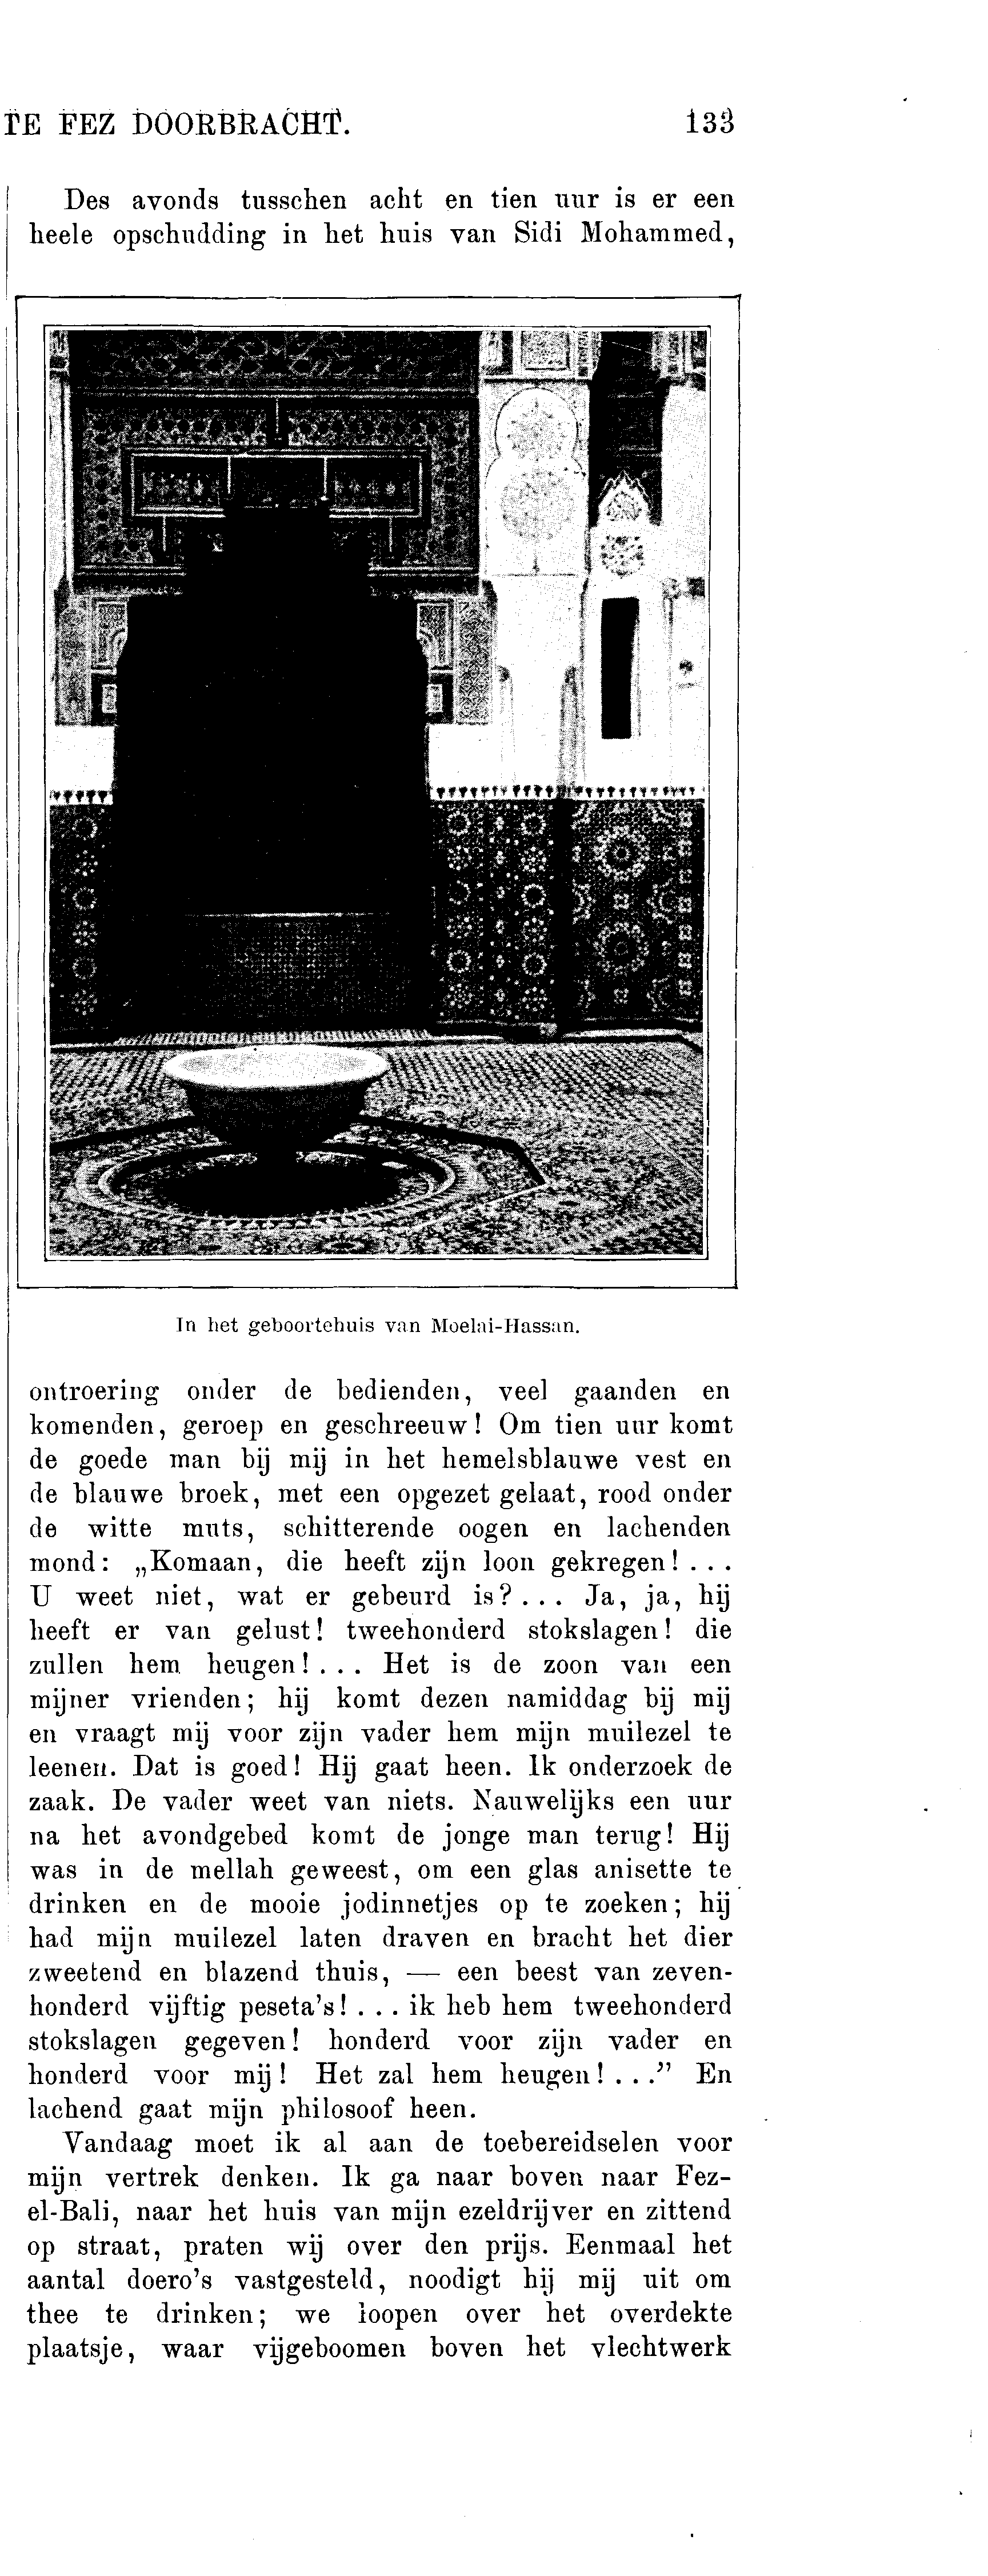 TE FEZ DOORBRACHT. 133
Des avonds tusschen acht en tien uur is er een
heele opschudding in het huis van Sidi Mohammed,
In het geboortehuis van Moelai-Hassan.
ontroering onder de bedienden, veel gaanden en
komenden, geroep en geschreeuw! Om tien uur komt
de goede man bij mij in het hemelsblauwe vest en
de blauwe broek, met een opgezet gelaat, rood onder
de witte muts, schitterende oogen en lachenden
mond: „Komaan, die heeft zijn loon gekregen! ...
U weet niet, wat er gebeurd is? ... Ja, ja, hij
heeft er van gelust! tweehonderd stokslagen! die
zullen hem heugen! ... Het is de zoon van een
mijner vrienden; hij komt dezen namiddag bij mij
en vraagt mij voor zijn vader hem mijn muilezel te
leenen. Dat is goed! Hij gaat heen. Ik onderzoek de
zaak. De vader weet van niets. Nauwelijks een uur
na het avondgebed komt de jonge man terug! Hij
was in de mellah geweest, om een glas anisette te
drinken en de mooie jodinnetjes op te zoeken; hij
had mijn muilezel laten draven en bracht het dier
zweetend en blazend thuis, — een beest van zeven-
honderd vijftig peseta's! ... ik heb hem tweehonderd
stokslagen gegeven! honderd voor zijn vader en
honderd voor mij! Het zal hem heugen! ...” En
lachend gaat mijn philosoof heen.
Vandaag moet ik al aan de toebereidselen voor
mijn vertrek denken. Ik ga naar boven naar Fez-
el-Bali, naar het huis van mijn ezeldrijver en zittend
op straat, praten wij over den prijs. Eenmaal het
aantal doero's vastgesteld, noodigt hij mij uit om
thee te drinken; we loopen over het overdekte
plaatsje, waar vijgeboomen boven het vlechtwerk